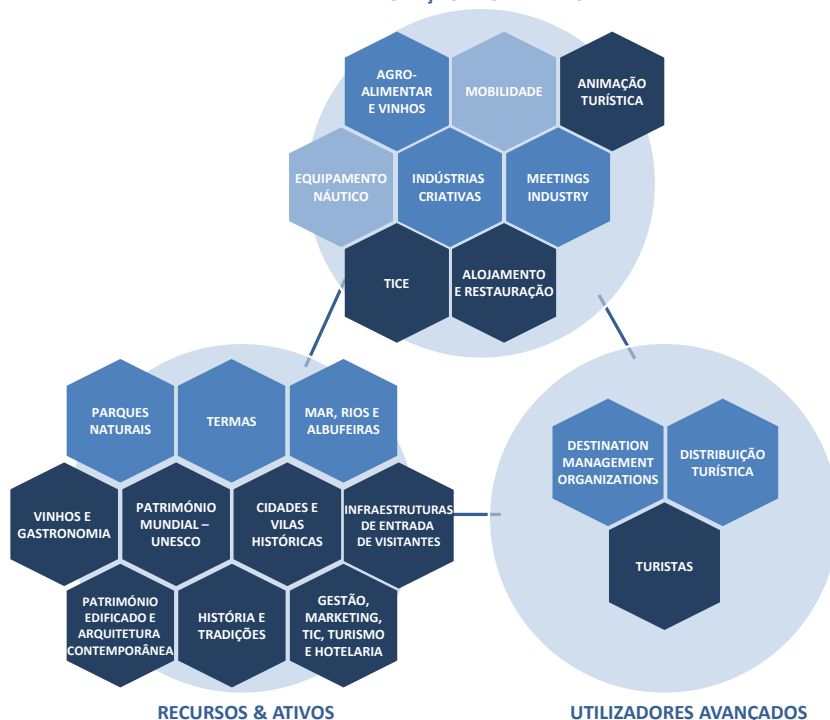 AGRO-
ALIMENTAR
E VINHOS
MOBILIDADE
ANIMAÇÃO
TURÍSTICA
EQUIPAMENTO
NÁUTICO
INDÚSTRIAS
CRIATIVAS
MEETINGS
INDUSTRY
TICE
ALOJAMENTO
E RESTAURAÇÃO
PARQUES
NATURAIS
TERMAS
MAR, RIOS E
ALBUFEIRAS
VINHOS E
GASTRONOMIA
PATRIMÓNIO
MUNDIAL –
UNESCO
CIDADES E
VILAS
HISTÓRICAS
INFRAESTRUTURAS
DE ENTRADA
DE VISITANTES
PATRIMÓNIO
EDIFICADO E
ARQUITETURA
CONTEMPORÂNEA
HISTÓRIA E
TRADIÇÕES
GESTÃO,
MARKETING,
TIC, TURISMO
E HOTELARIA
RECURSOS & ATIVOS
DESTINATION
MANAGEMENT
ORGANIZATIONS
DISTRIBUIÇÃO
TURÍSTICA
TURISTAS
UTILIZADORES AVANÇADOS